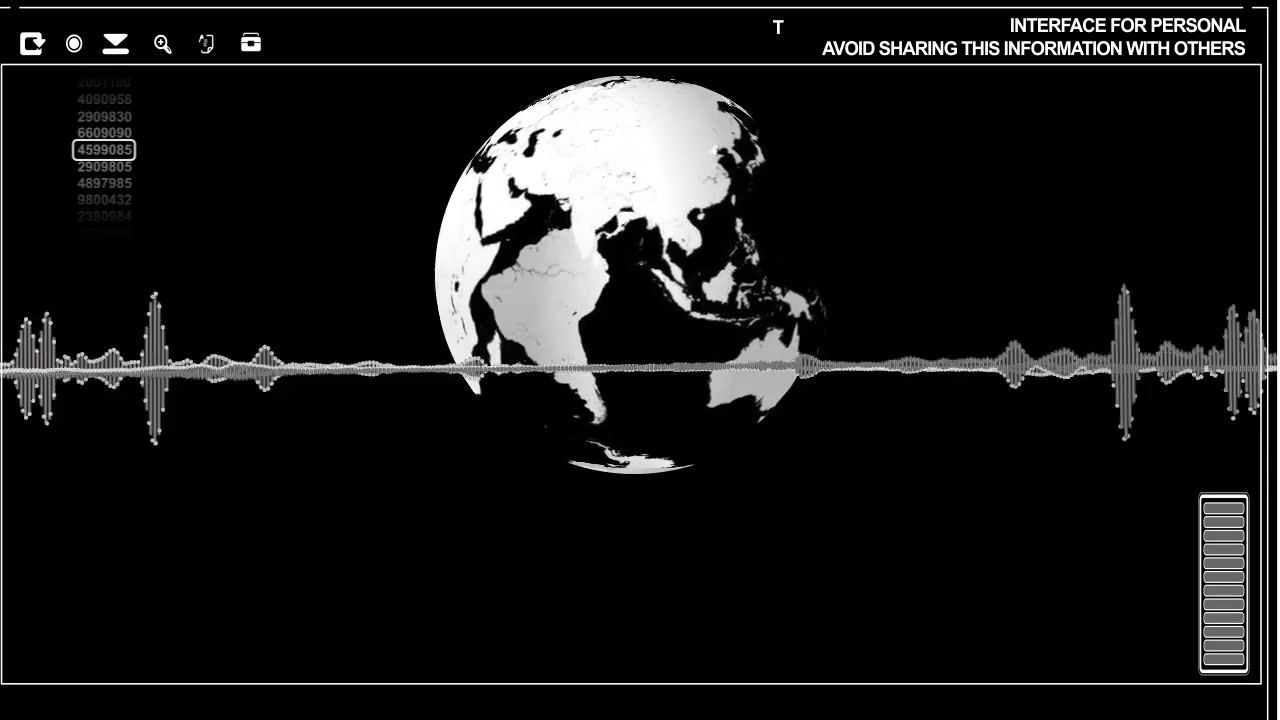 T
INTERFACE FOR PERSONAL
AVOID SHARING THIS INFORMATION WITH OTHERS
4090958
2909830
6609090
4599085
2909805
4897985
9800432
2380984